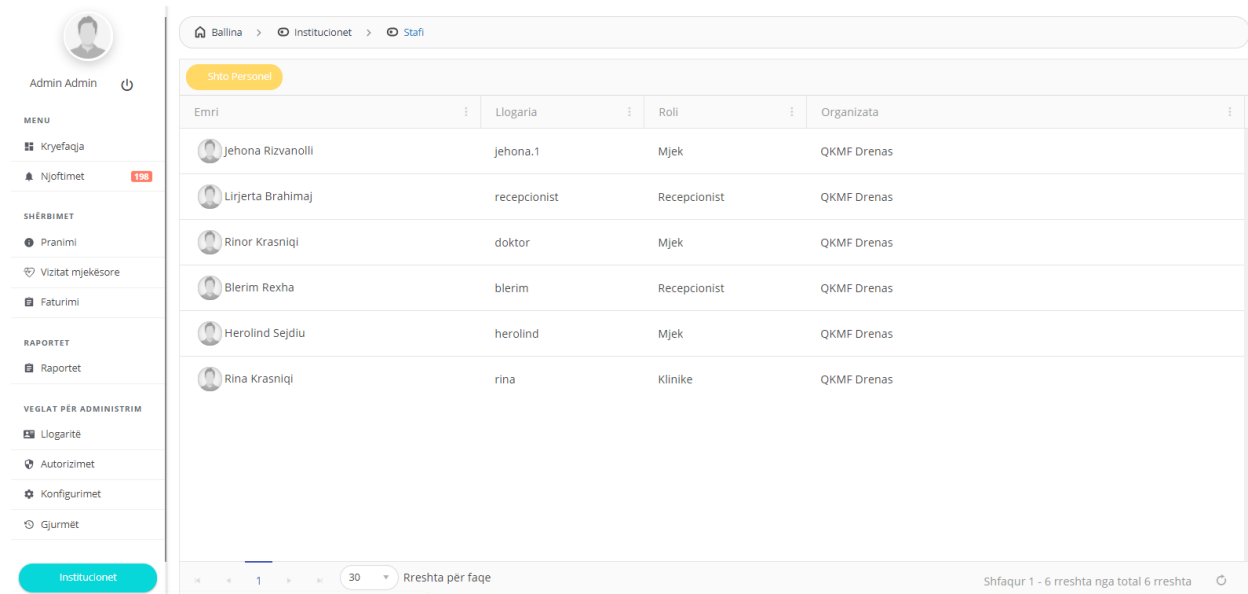 Admin Admin
MENU
Kryefaqja
Njoftimet 198
SHËRBIMET
Pranimi
Vizitat mjekësore
Faturimi
RAPORTET
Raportet
VEGLAT PËR ADMINISTRIM
Llogaritë
Autorizimet
Konfigurimet
Gjurmët
Institucionet
Ballina > Institucionet > Stafi
Shto Personel
Emri Llogaria Roli Organizata
Jehona Rizvanolli jehona.1 Mjek QKMF Drenas
Lirjerta Brahimaj recepcionist Recepcionist QKMF Drenas
Rinor Krasniqi doktor Mjek QKMF Drenas
Blerim Rexha blerim Recepcionist QKMF Drenas
Herolind Sejdiu herolind Mjek QKMF Drenas
Rina Krasniqi rina Klinike QKMF Drenas
1 30 Rreshta për faqe Shfaqur 1 - 6 rreshta nga total 6 rreshta